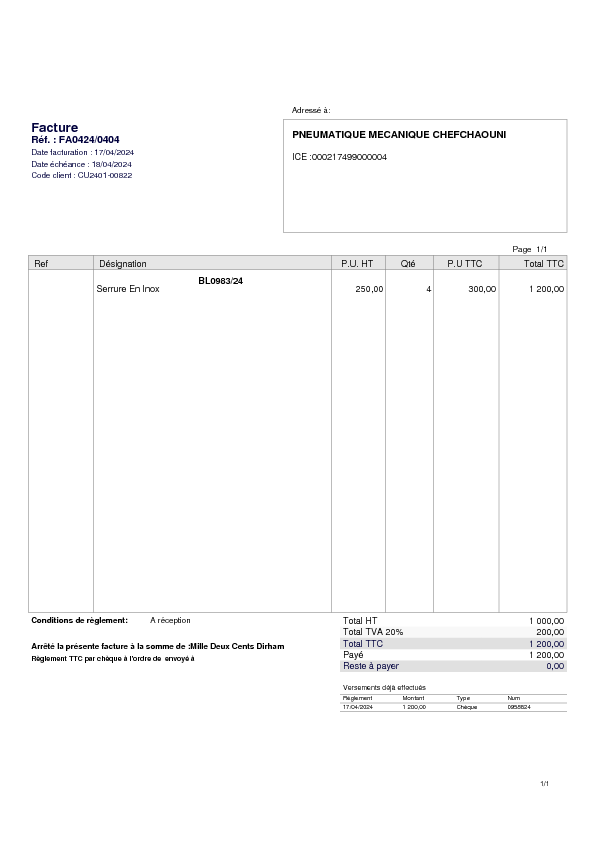 Adressé à:
Facture
Réf. : FA0424/0404
Date facturation : 17/04/2024
Date échéance : 18/04/2024
Code client : CU2401-00822
PNEUMATIQUE MECANIQUE CHEFCHAOUNI
ICE :000217499000004
Page 1/1
Ref Désignation P.U. HT Qté P.U TTC Total TTC
BL0983/24
Serrure En Inox 250,00 4 300,00 1 200,00
Conditions de règlement: A réception
Total HT 1 000,00
Total TVA 20% 200,00
Arrêté la présente facture à la somme de :Mille Deux Cents Dirham
Total TTC 1 200,00
Règlement TTC par chèque à l'ordre de envoyé à
Payé 1 200,00
Reste à payer 0,00
Versements déjà effectués
Règlement Montant Type Num
17/04/2024 1 200,00 Chèque
1/1